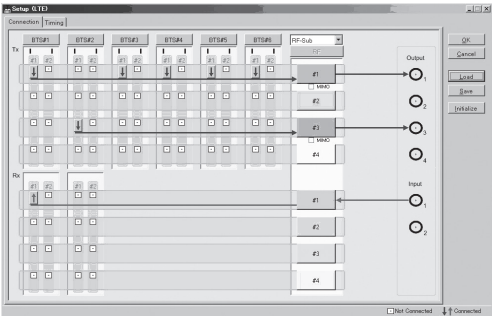 Setup (LTE)
Connection Timing
BTS#1 BTS#2 BTS#3 BTS#4 BTS#5 BTS#6 RF-Sub
RF
Tx
#1 #2 #1 #2 #1 #2 #1 #2 #1 #2 #1 #2
Output
#1
1
MIMO
#2
2
#3
3
MIMO
#4
4
Rx
#1 #2 #1 #2
Input
#1
1
#2
2
#3
#4
OK
Cancel
Load
Save
Initialize
Not Connected Connected